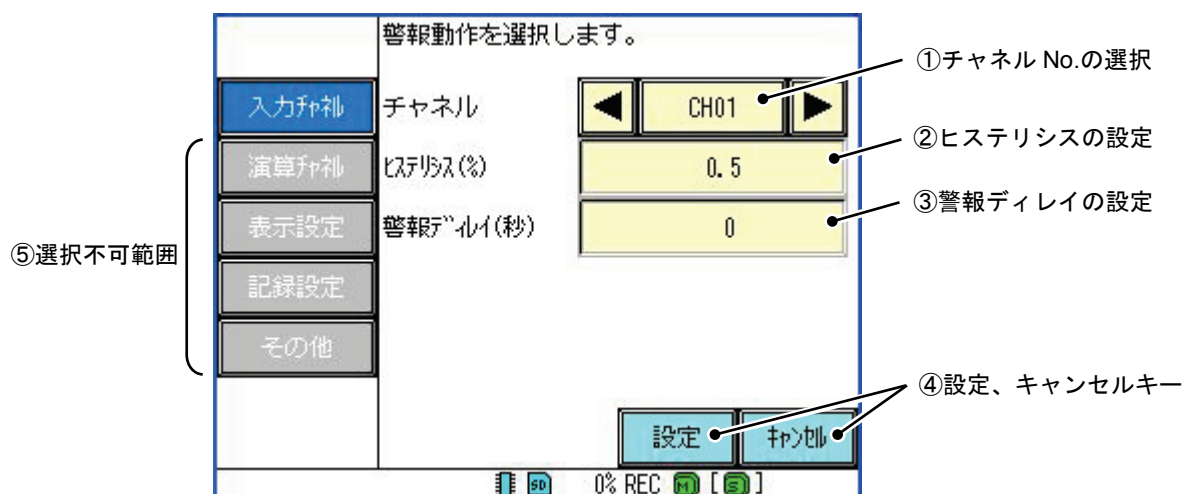 警報動作を選択します。
入力ﾁｬﾈﾙ
チャネル
CH01
①チャネル No.の選択
演算ﾁｬﾈﾙ
ﾋｽﾃﾘｼｽ(%)
0.5
②ヒステリシスの設定
表示設定
警報ﾃﾞｨﾚｲ(秒)
0
③警報ディレイの設定
⑤選択不可範囲
記録設定
その他
設定
ｷｬﾝｾﾙ
④設定、キャンセルキー
SD
0% REC M [S]